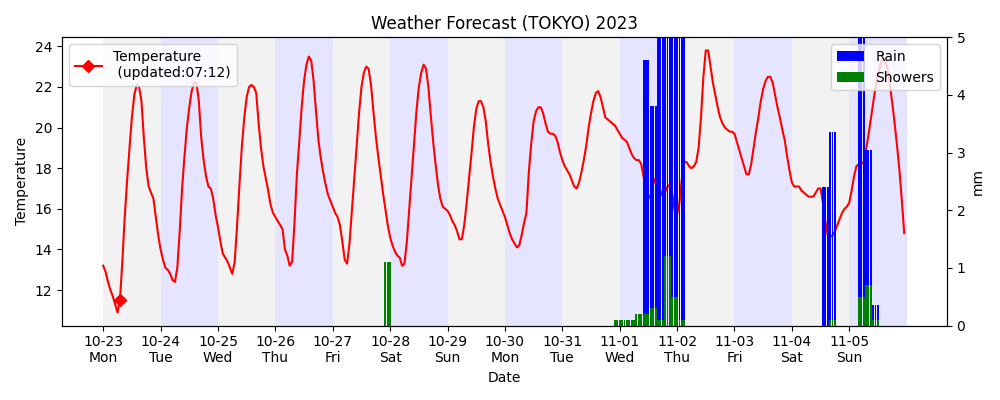 Weather Forecast (TOKYO) 2023
Temperature
(updated:07:12)
Rain
Showers
24
22
20
18
16
14
12
Temperature
5
4
3
2
1
0
mm
10-23 10-24 10-25 10-26 10-27 10-28 10-29 10-30 10-31 11-01 11-02 11-03 11-04 11-05
Mon Tue Wed Thu Fri Sat Sun Mon Tue Wed Thu Fri Sat Sun
Date